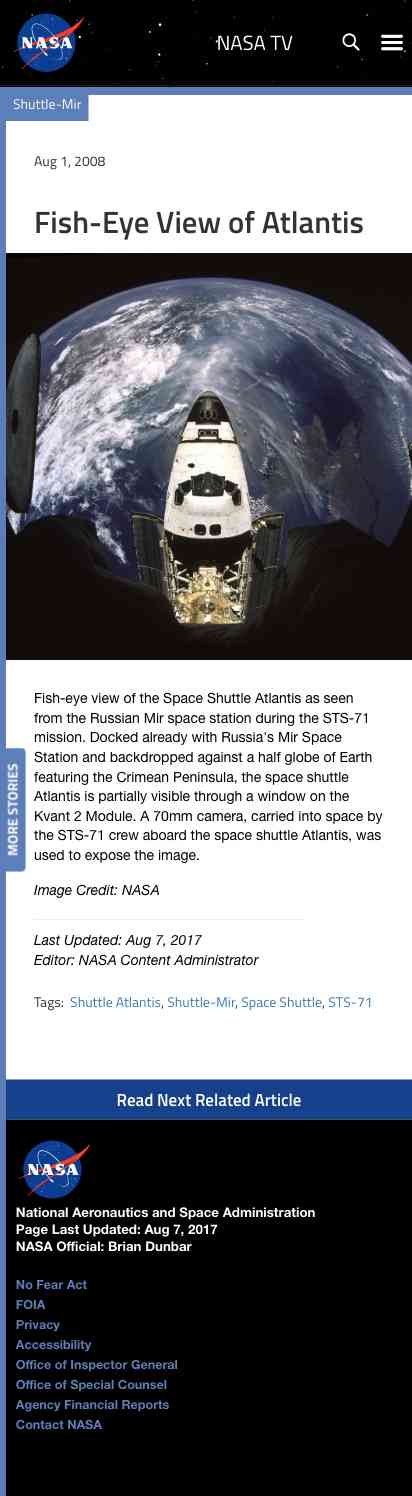 NASA
NASA TV
Shuttle-Mir
Aug 1, 2008
Fish-Eye View of Atlantis
Fish-eye view of the Space Shuttle Atlantis as seen
from the Russian Mir space station during the STS-71
mission. Docked already with Russia's Mir Space
Station and backdropped against a half globe of Earth
featuring the Crimean Peninsula, the space shuttle
Atlantis is partially visible through a window on the
Kvant 2 Module. A 70mm camera, carried into space by
the STS-71 crew aboard the space shuttle Atlantis, was
used to expose the image.
MORE STORIES
Image Credit: NASA
Last Updated: Aug 7, 2017
Editor: NASA Content Administrator
Tags: Shuttle Atlantis, Shuttle-Mir, Space Shuttle, STS-71
Read Next Related Article
NASA
National Aeronautics and Space Administration
Page Last Updated: Aug 7, 2017
NASA Official: Brian Dunbar
No Fear Act
FOIA
Privacy
Accessibility
Office of Inspector General
Office of Special Counsel
Agency Financial Reports
Contact NASA